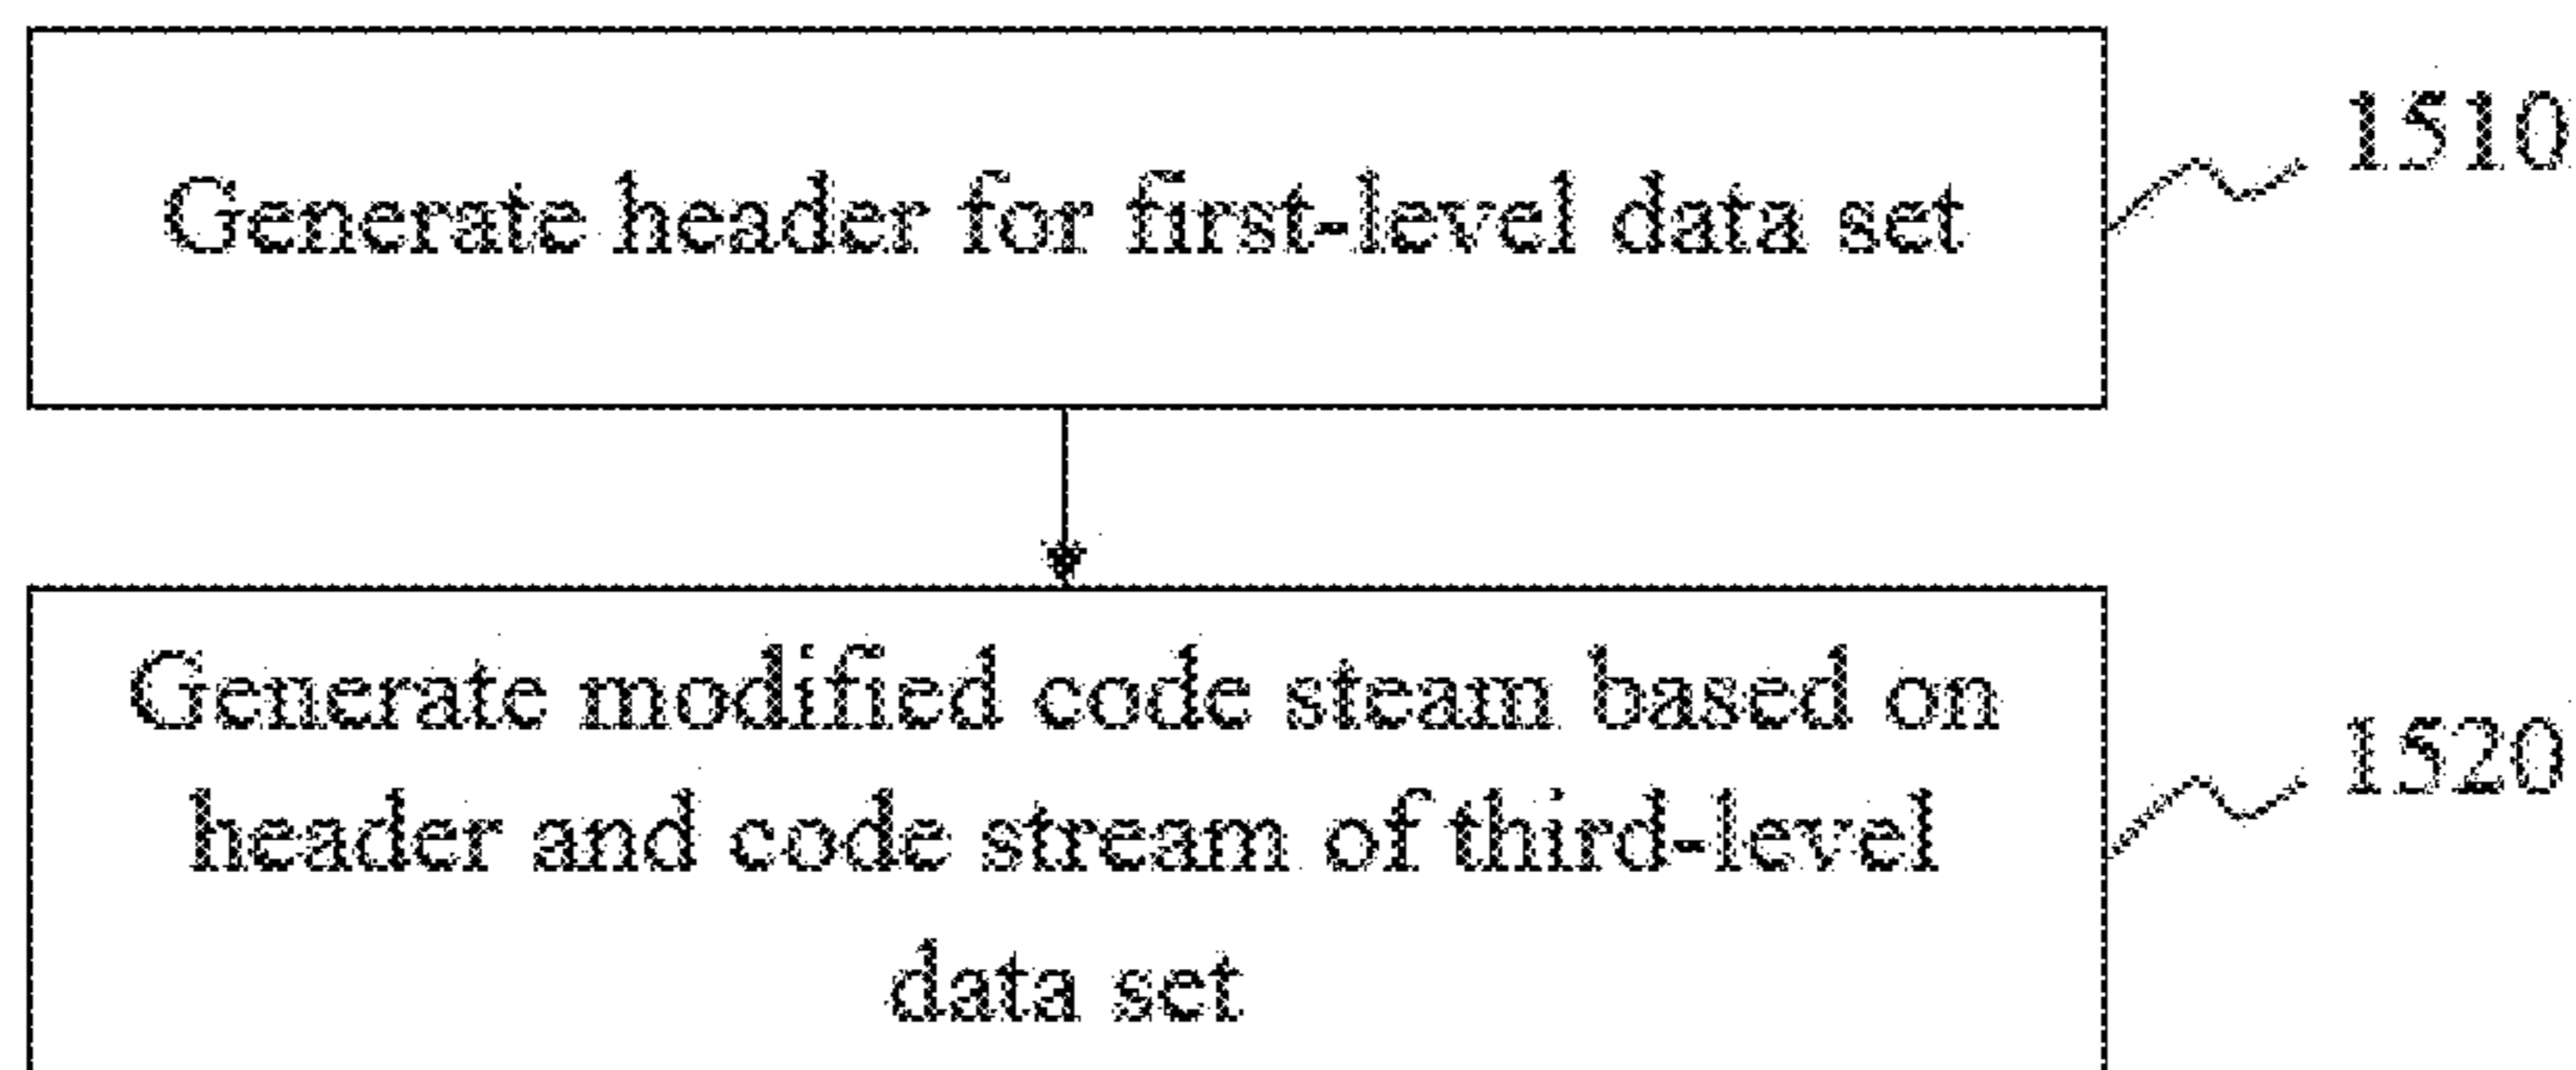 1510
Generate header for first-level data set
Generate modified code steam based on
1520
header and code stream of third-level
data set